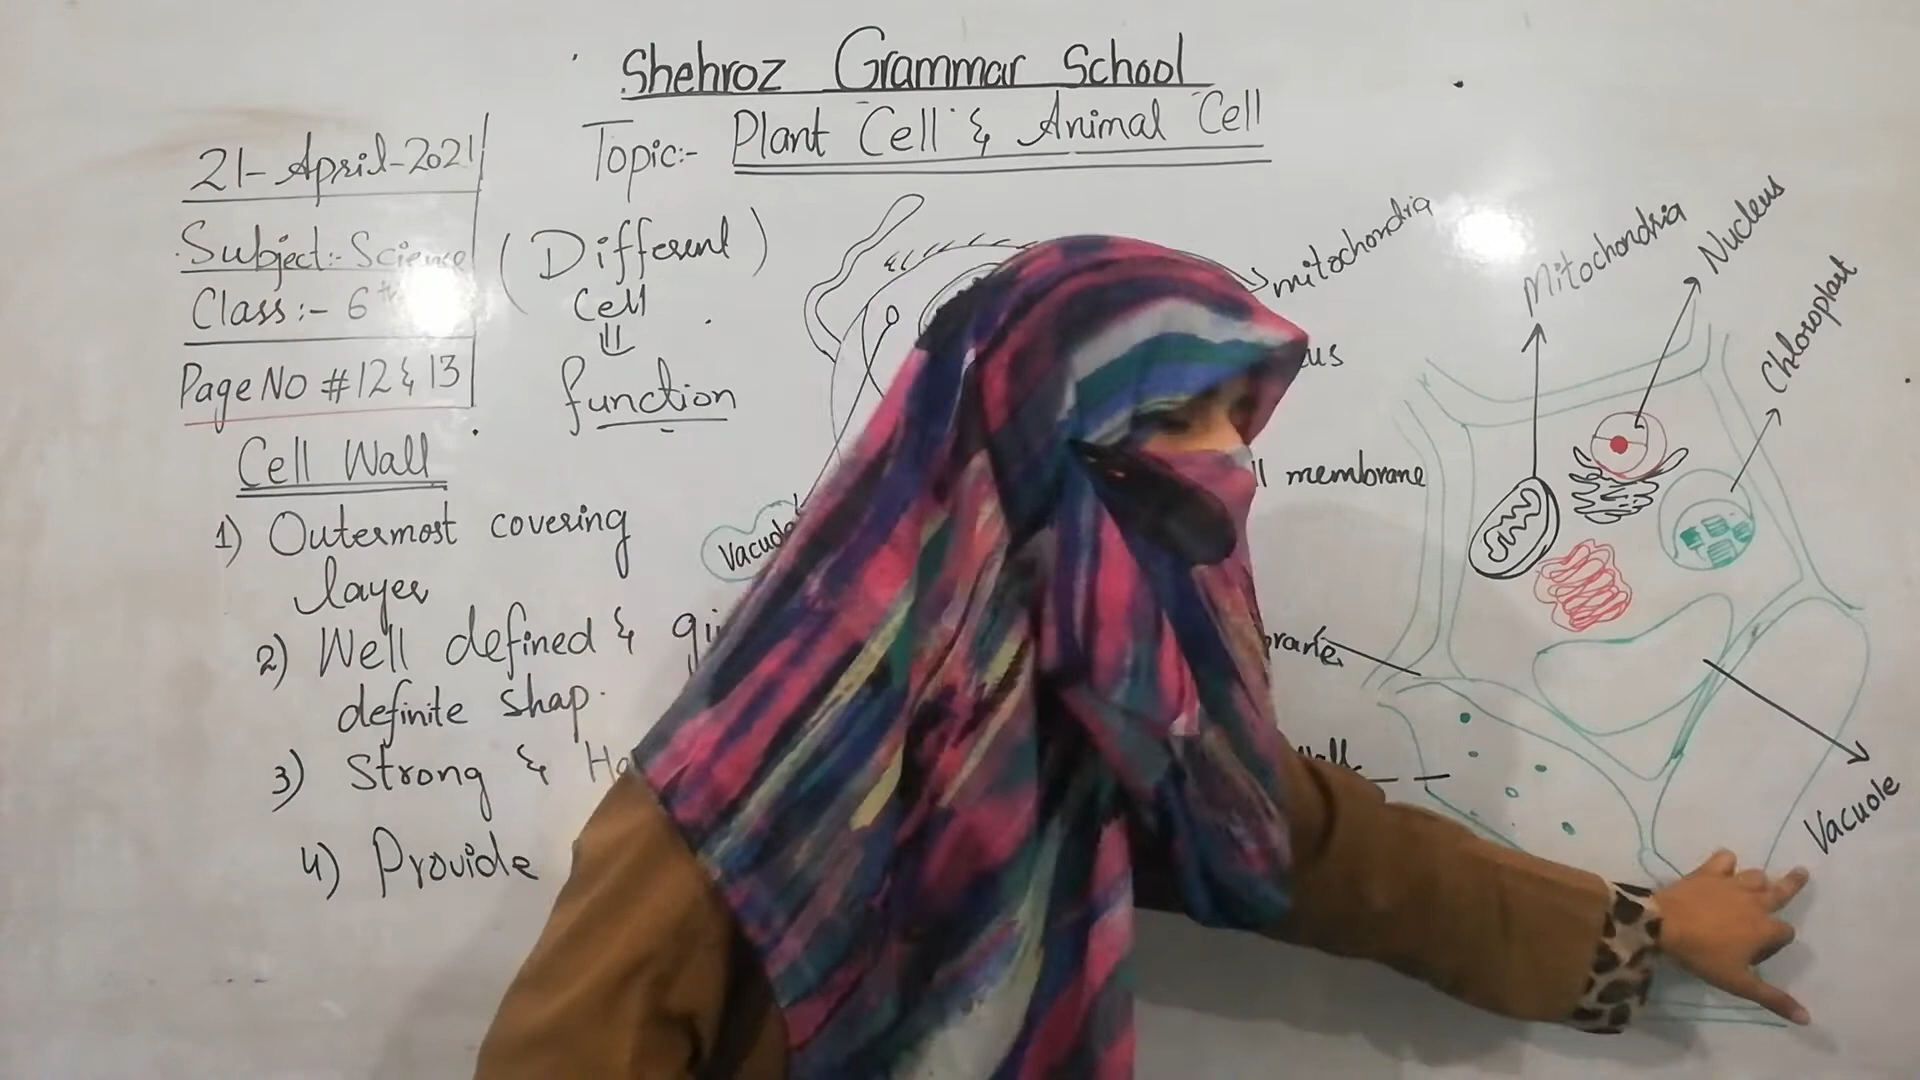 Shehroz Grammar School
Topic:- Plant Cell & Animal Cell
21-April-2021
Subject:- Science
Class:- 6th
Page No # 12 & 13
(Different)
Cell
function
Cell Wall
1) Outermost covering
layer
2) Well defined &
definite shap.
3) Strong &
4) Provide
Vacuole
mitochordria
membrane
Mitochondria
Nucleus
Chloroplast
Vacuole